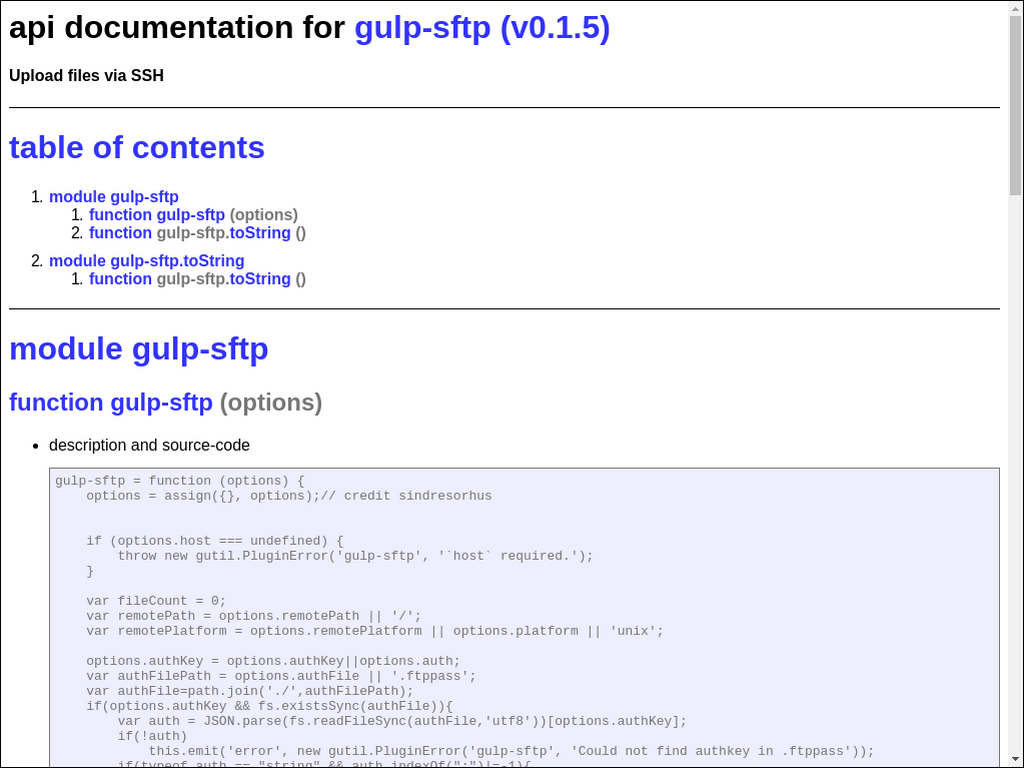 api documentation for gulp-sftp (v0.1.5)
Upload files via SSH
table of contents
1. module gulp-sftp
1. function gulp-sftp (options)
2. function gulp-sftp.toString ()
2. module gulp-sftp.toString
1. function gulp-sftp.toString ()
module gulp-sftp
function gulp-sftp (options)
• description and source-code
gulp-sftp = function (options) {
    options = assign({}, options);// credit sindresorhus
    if (options.host === undefined) {
        throw new gutil.PluginError('gulp-sftp', '`host` required.');
    }
    var fileCount = 0;
    var remotePath = options.remotePath || '/';
    var remotePlatform = options.remotePlatform || options.platform || 'unix';
    options.authKey = options.authKey||options.auth;
    var authFilePath = options.authFile || '.ftppass';
    var authFile=path.join('./',authFilePath);
    if(options.authKey && fs.existsSync(authFile)){
        var auth = JSON.parse(fs.readFileSync(authFile,'utf8'))[options.authKey];
        if(!auth)
            this.emit('error', new gutil.PluginError('gulp-sftp', 'Could not find authkey in .ftppass'));
        if(typeof auth == "string" && auth.indexOf(":")!=-1){